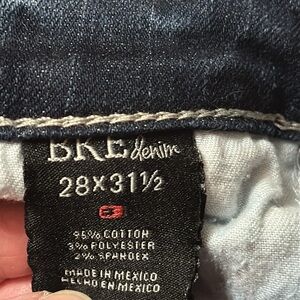 BKE denim
28X31½
95% COTTON
3% POLYESTER
2% SPANDEX
MADE IN MEXICO
HECHO EN MEXICO